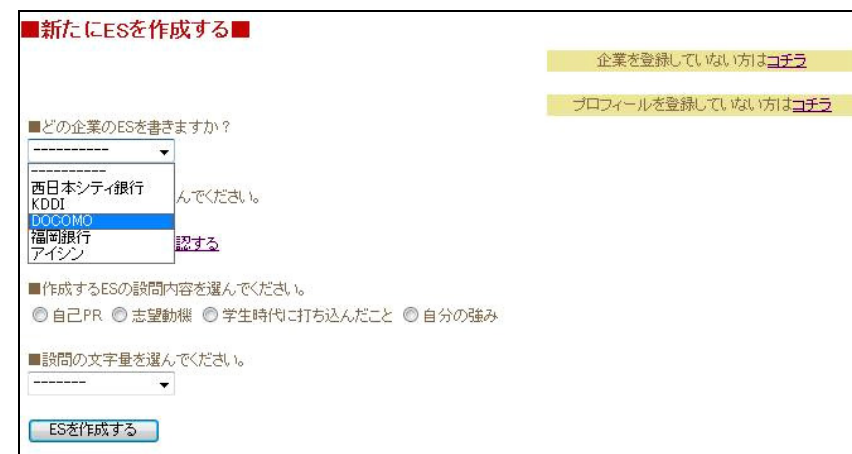 ■新たにESを作成する■
企業を登録していない方はコチラ
プロフィールを登録していない方はコチラ
■どの企業のESを書きますか？
----------
----------
西日本シティ銀行
んでください。
KDDI
DOCOMO
福岡銀行
認する
アイシン
■作成するESの設問内容を選んでください。
自己PR 志望動機 学生時代に打ち込んだこと 自分の強み
■設問の文字量を選んでください。
-------
ESを作成する